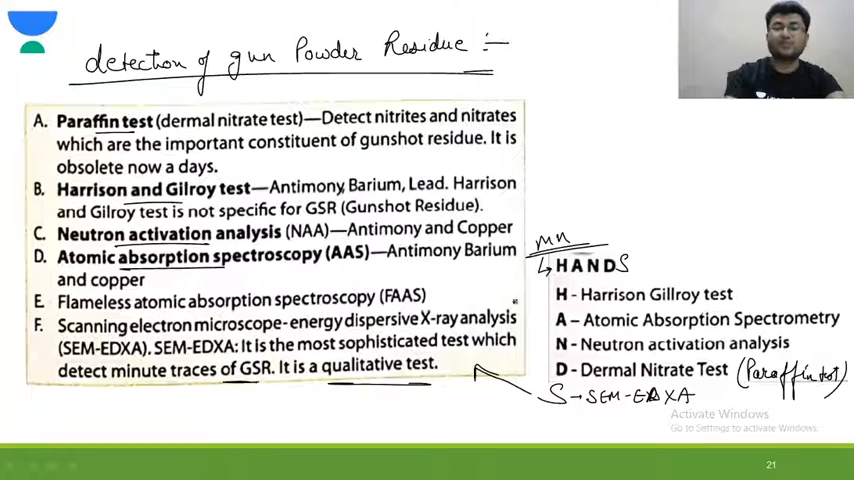 detection of gun Powder Residue :-
A. Paraffin test (dermal nitrate test)—Detect nitrites and nitrates
which are the important constituent of gunshot residue. It is
obsolete now a days.
B. Harrison and Gilroy test—Antimony, Barium, Lead. Harrison
and Gilroy test is not specific for GSR (Gunshot Residue).
C. Neutron activation analysis (NAA)—Antimony and Copper
D. Atomic absorption spectroscopy (AAS)—Antimony Barium
and copper
E. Flameless atomic absorption spectroscopy (FAAS)
F. Scanning electron microscope-energy dispersive X-ray analysis
(SEM-EDXA). SEM-EDXA: It is the most sophisticated test which
detect minute traces of GSR. It is a qualitative test.
mn
HANDS
H - Harrison Gillroy test
A – Atomic Absorption Spectrometry
N - Neutron activation analysis
D - Dermal Nitrate Test (Paraffin test)
S → SEM-EDXA
Activate Windows
Go to Settings to activate Windows.
21